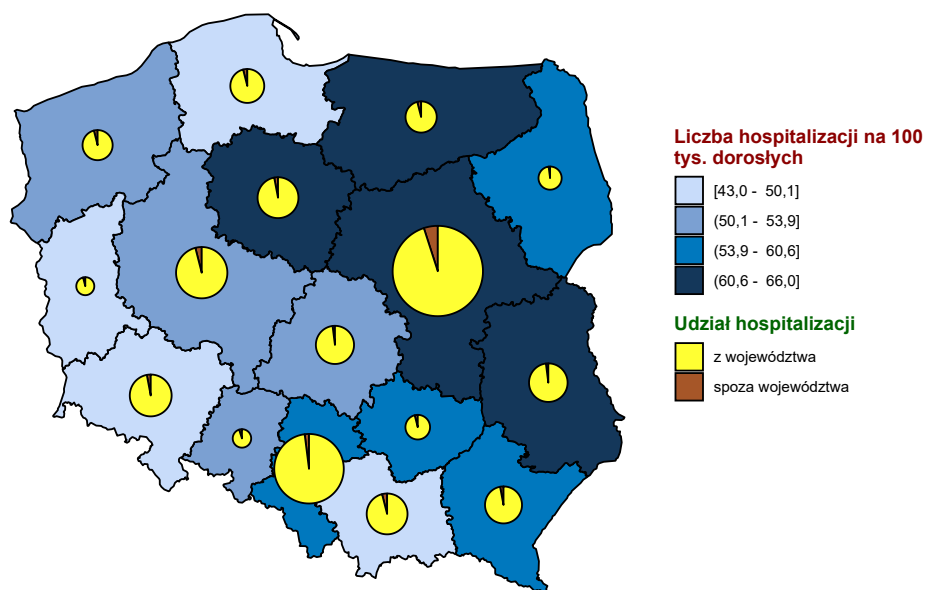 Liczba hospitalizacji na 100
tys. dorosłych
[43,0 - 50,1]
(50,1 - 53,9]
(53,9 - 60,6]
(60,6 - 66,0]
Udział hospitalizacji
z województwa
spoza województwa